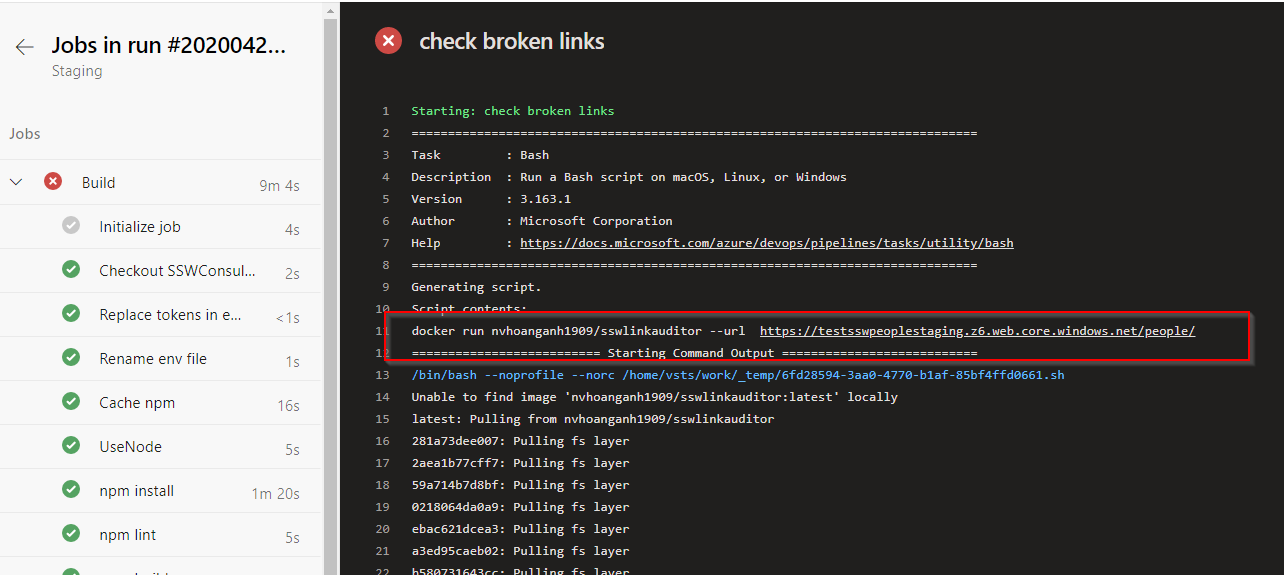 Jobs in run #2020042...
Staging
Jobs
Build 9m 4s
Initialize job 4s
Checkout SSWConsul... 2s
Replace tokens in e... <1s
Rename env file 1s
Cache npm 16s
UseNode 5s
npm install 1m 20s
npm lint 5s
check broken links
1 Starting: check broken links
2 ==============================================================================
3 Task : Bash
4 Description : Run a Bash script on macOS, Linux, or Windows
5 Version : 3.163.1
6 Author : Microsoft Corporation
7 Help : https://docs.microsoft.com/azure/devops/pipelines/tasks/utility/bash
8 ==============================================================================
9 Generating script.
10 Script contents:
11 docker run nvhoanganh1909/sswlinkauditor --url https://testsswpeoplestaging.z6.web.core.windows.net/people/
12 ========================== Starting Command Output ===========================
13 /bin/bash --noprofile --norc /home/vsts/work/_temp/6fd28594-3aa0-4770-b1af-85bf4ffd0661.sh
14 Unable to find image 'nvhoanganh1909/sswlinkauditor:latest' locally
15 latest: Pulling from nvhoanganh1909/sswlinkauditor
16 281a73dee007: Pulling fs layer
17 2aea1b77cff7: Pulling fs layer
18 59a714b7d8bf: Pulling fs layer
19 0218064da0a9: Pulling fs layer
20 ebac621dcea3: Pulling fs layer
21 a3ed95caeb02: Pulling fs layer
22 b580731643cc: Pulling fs layer